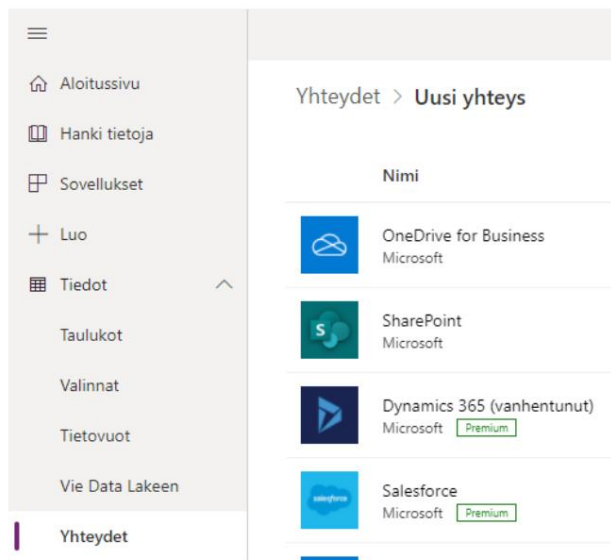 Aloitussivu
Hanki tietoja
Sovellukset
Luo
Tiedot
Taulukot
Valinnat
Tietovuot
Vie Data Lakeen
Yhteydet
Yhteydet > Uusi yhteys
Nimi
OneDrive for Business
Microsoft
S
SharePoint
Microsoft
Dynamics 365 (vanhentunut)
Microsoft Premium
salesforce
Salesforce
Microsoft Premium